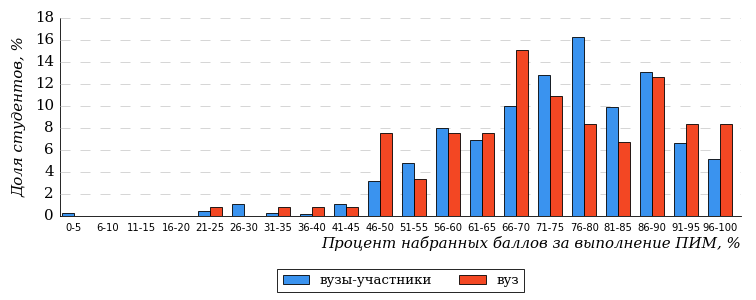 18
16
14
12
10
8
6
4
2
0
Доля студентов, %
0-5 6-10 11-15 16-20 21-25 26-30 31-35 36-40 41-45 46-50 51-55 56-60 61-65 66-70 71-75 76-80 81-85 86-90 91-95 96-100
Процент набранных баллов за выполнение ПИМ, %
вузы-участники вуз